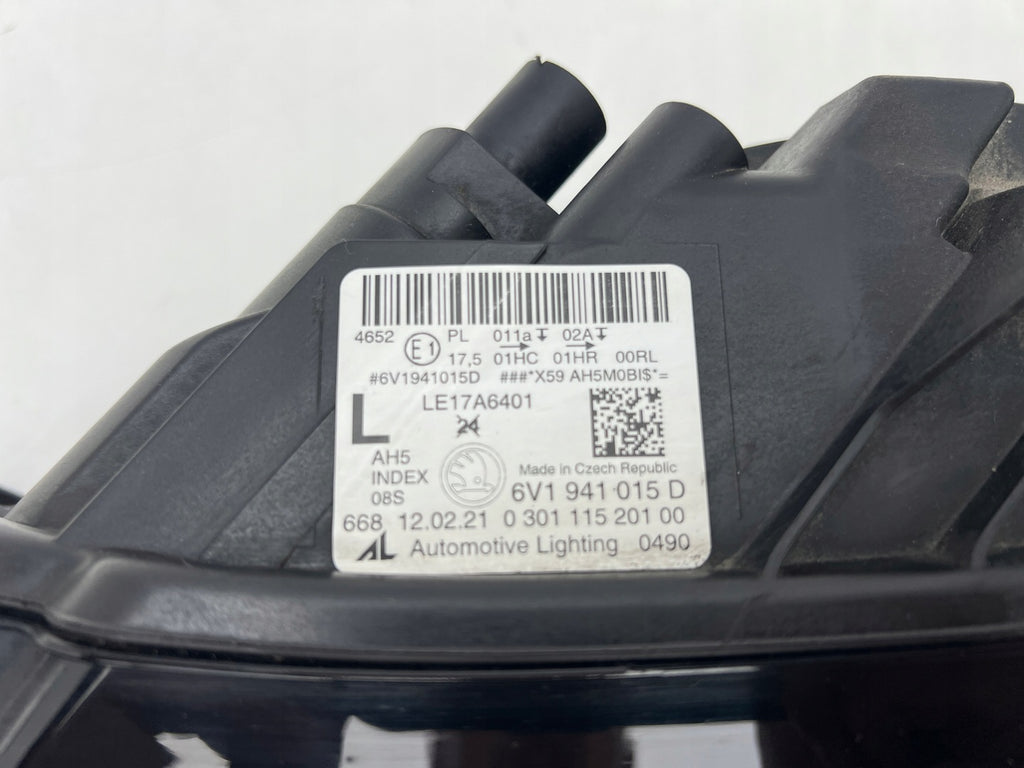 4652 E1 PL 011a 02A
17,5 01HC 01HR 00RL
#6V1941015D ###*X59 AH5M0BI$*=
L LE17A6401
24
AH5
INDEX
08S
Made in Czech Republic
6V1 941 015 D
668 12.02.21 0 301 115 201 00
AL Automotive Lighting 0490